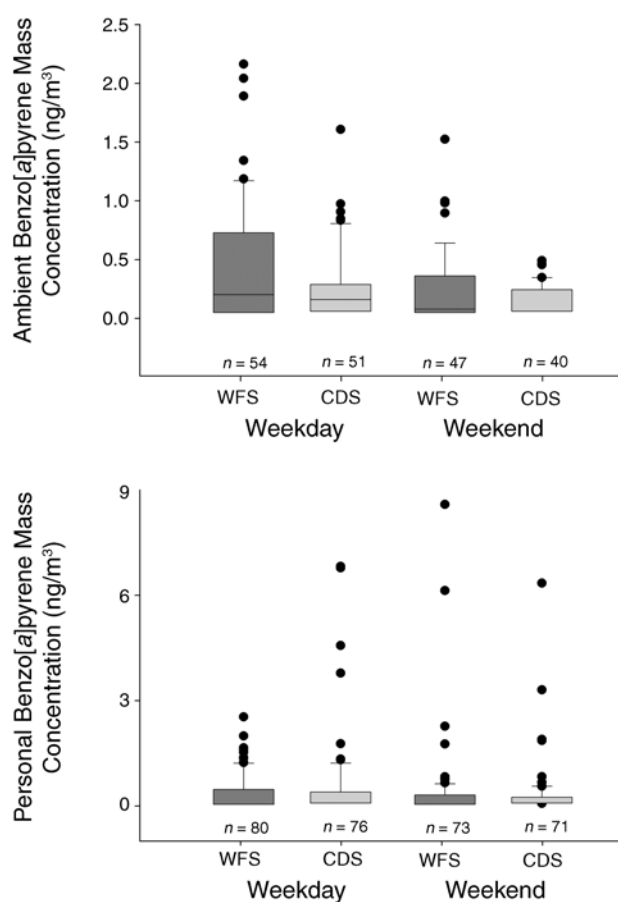 Ambient Benzo[a]pyrene Mass
Concentration (ng/m³)
2.5
2.0
1.5
1.0
0.5
0.0
n = 54
n = 51
n = 47
n = 40
WFS
CDS
WFS
CDS
Weekday
Weekend
Personal Benzo[a]pyrene Mass
Concentration (ng/m³)
9
6
3
0
n = 80
n = 76
n = 73
n = 71
WFS
CDS
WFS
CDS
Weekday
Weekend